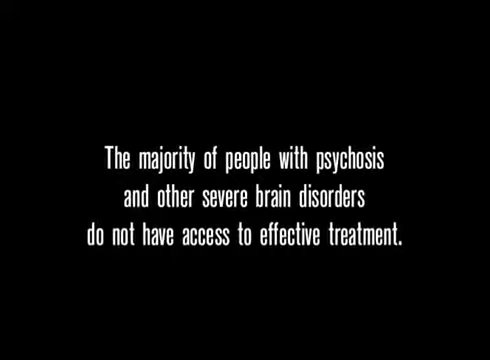 The majority of people with psychosis
and other severe brain disorders
do not have access to effective treatment.